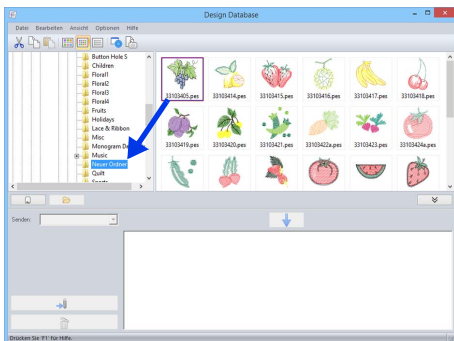 Design Database
Datei Bearbeiten Ansicht Optionen Hilfe
Button Hole S
Children
Floral1
Floral2
Floral3
Floral4
Fruits
Holidays
Lace & Ribbon
Misc
Monogram De
Music
Neuer Ordner
Quilt
Sports
33103405.pes 33103414.pes 33103415.pes 33103416.pes 33103417.pes 33103418.pes
33103419.pes 33103420.pes 33103421.pes 33103422a.pes 33103423.pes 33103424a.pes
Senden:
Drücken Sie 'F1' für Hilfe.